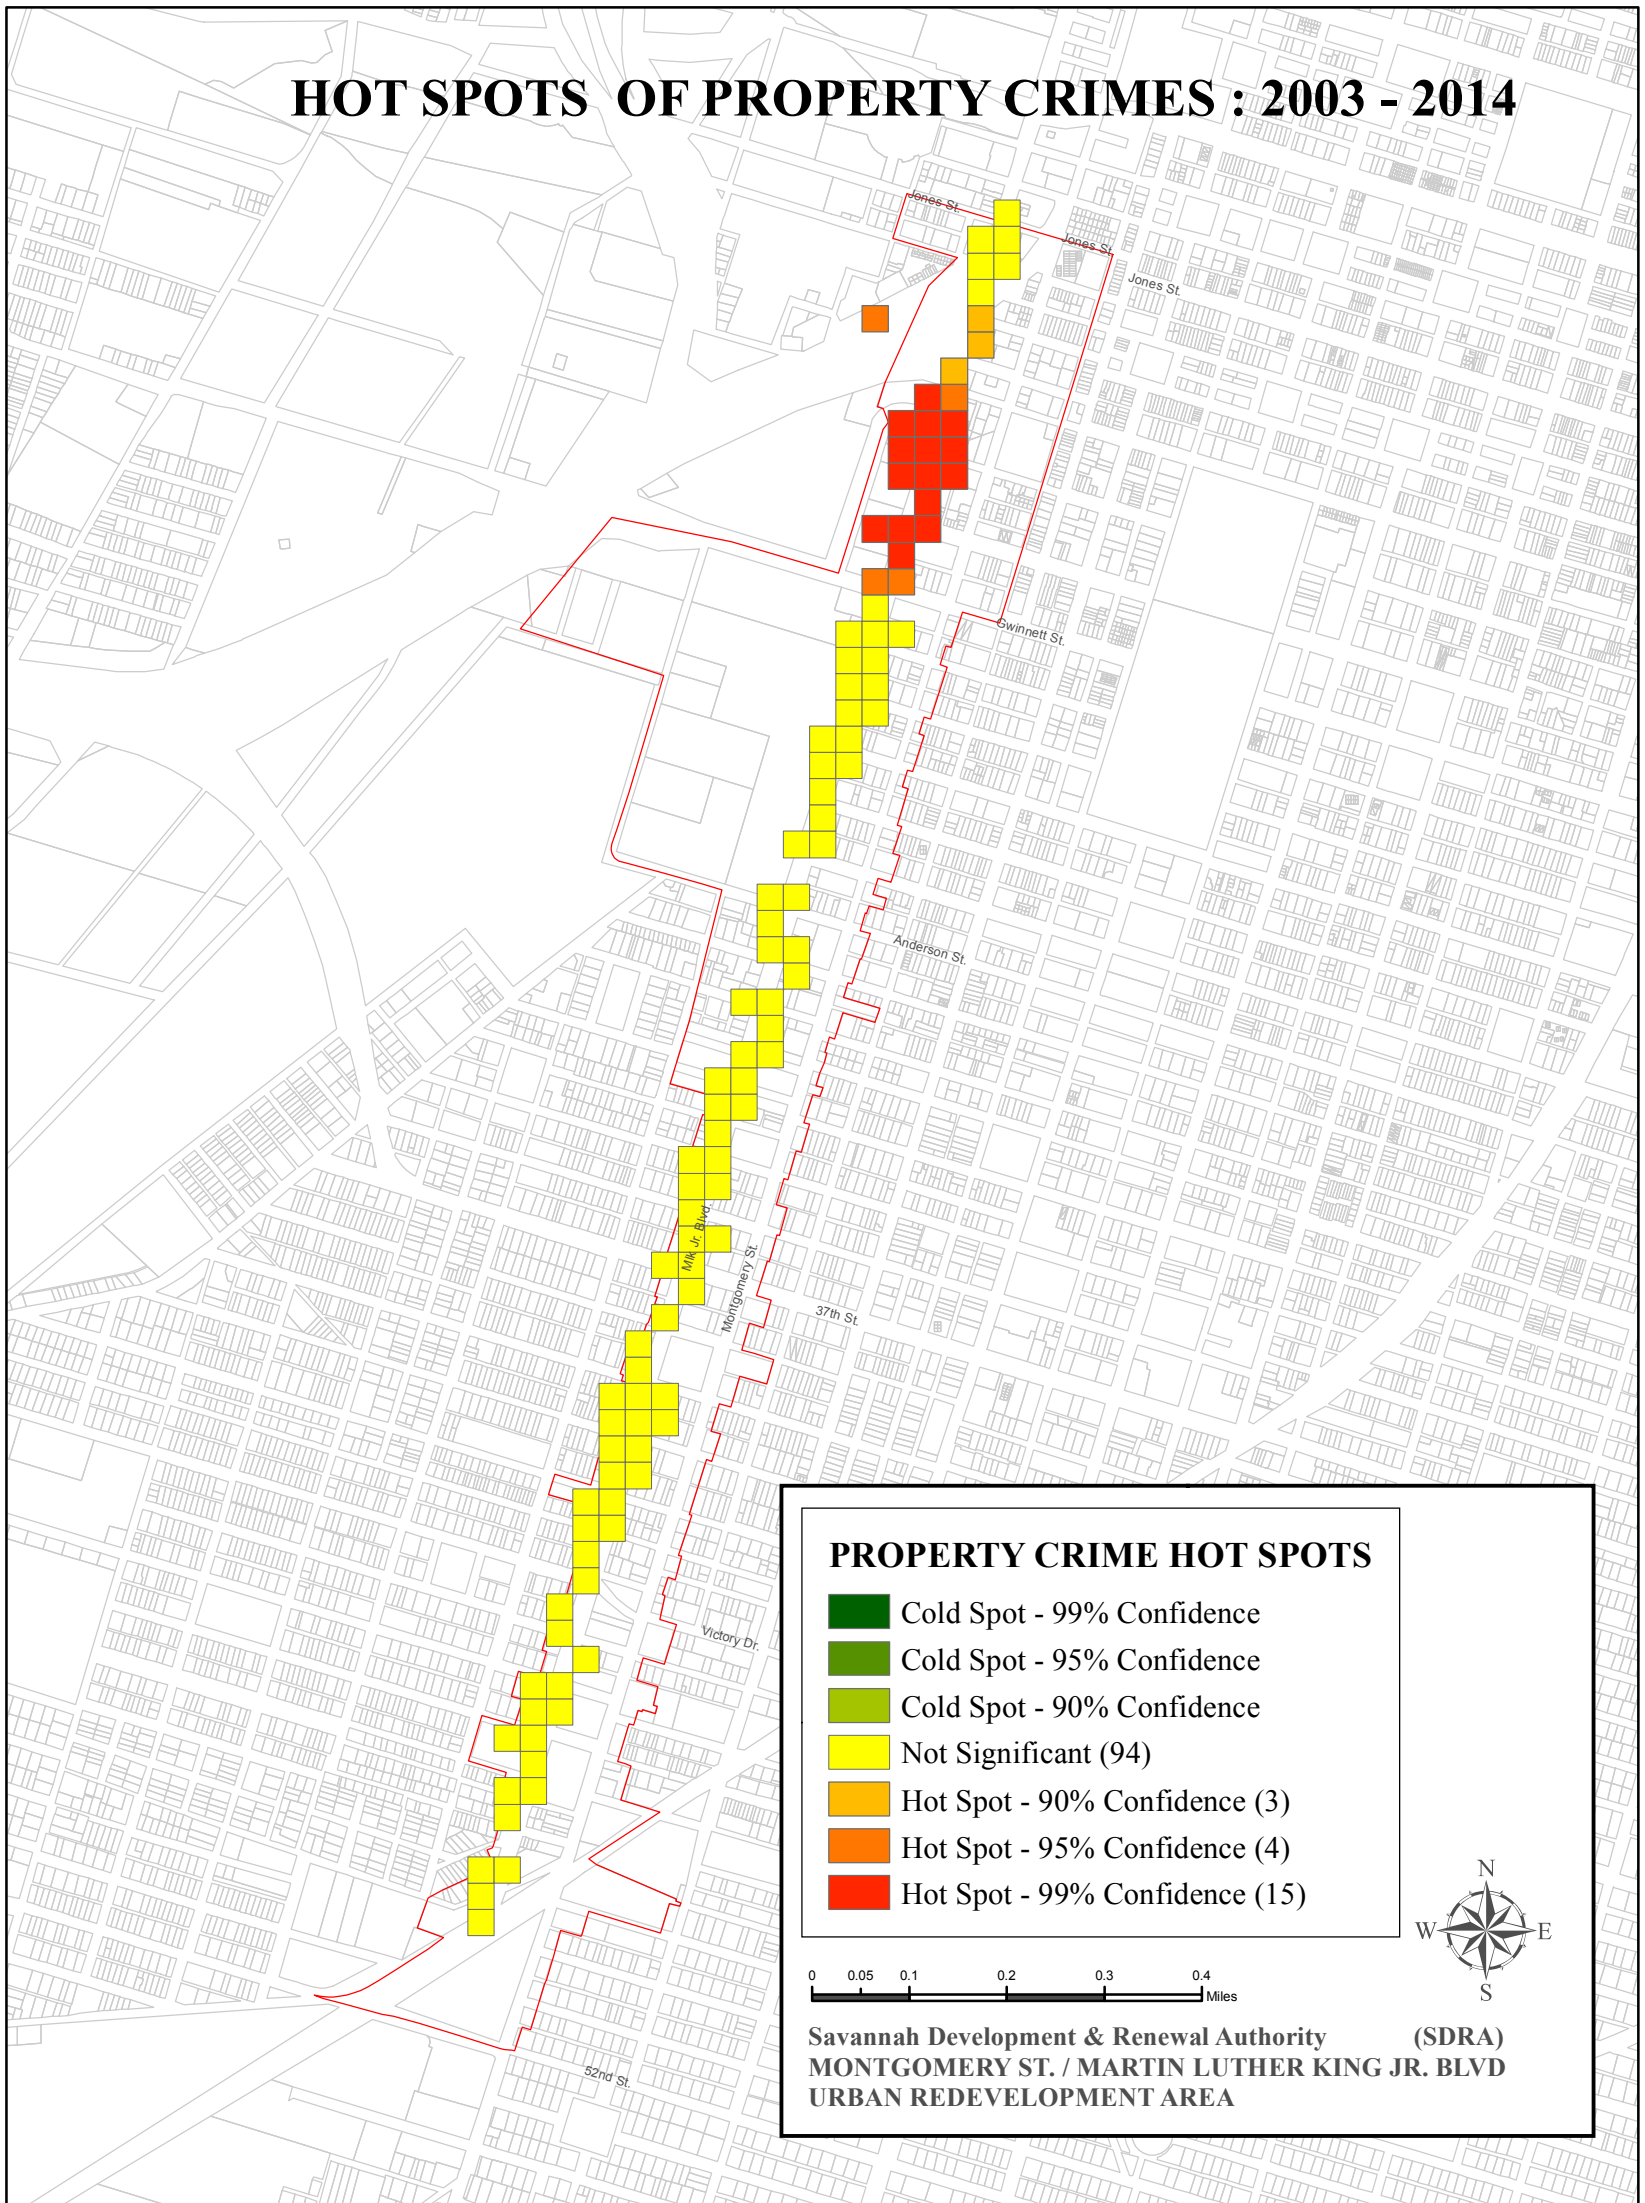 HOT SPOTS OF PROPERTY CRIMES : 2003 - 2014
Jones St.
Jones St.
Jones St.
Gwinnett St.
Anderson St.
Mlk Jr. Blvd.
Montgomery St.
37th St.
Victory Dr.
52nd St.
PROPERTY CRIME HOT SPOTS
Cold Spot - 99% Confidence
Cold Spot - 95% Confidence
Cold Spot - 90% Confidence
Not Significant (94)
Hot Spot - 90% Confidence (3)
Hot Spot - 95% Confidence (4)
Hot Spot - 99% Confidence (15)
N
W E
S
0 0.05 0.1 0.2 0.3 0.4
Miles
Savannah Development & Renewal Authority (SDRA)
MONTGOMERY ST. / MARTIN LUTHER KING JR. BLVD
URBAN REDEVELOPMENT AREA